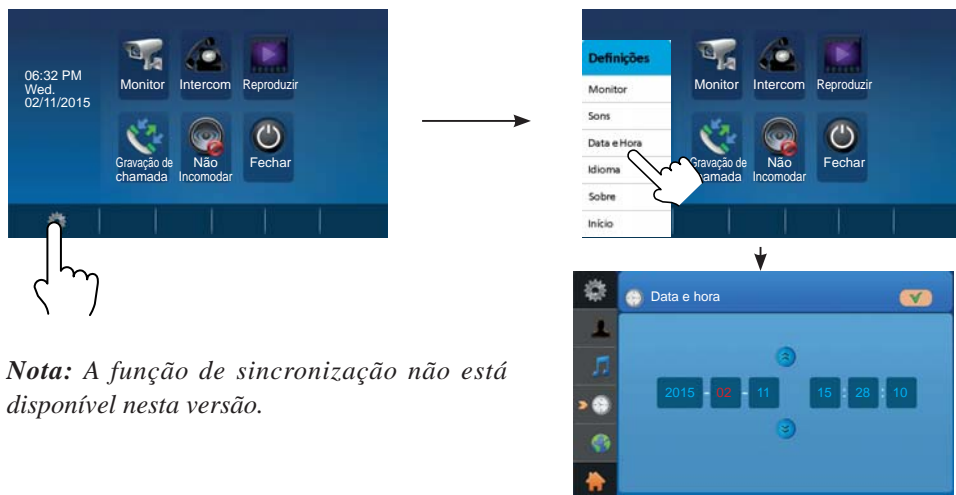 06:32 PM
Wed.
02/11/2015
Monitor
Intercom
Reproduzir
Gravação de
chamada
Não
Incomodar
Fechar
Definições
Monitor
Sons
Data e Hora
Idioma
Sobre
Início
Monitor
Intercom
Reproduzir
Gravação de
chamada
Não
Incomodar
Fechar
Data e hora
2015 - 02 - 11 15 : 28 : 10
Nota: A função de sincronização não está
disponível nesta versão.